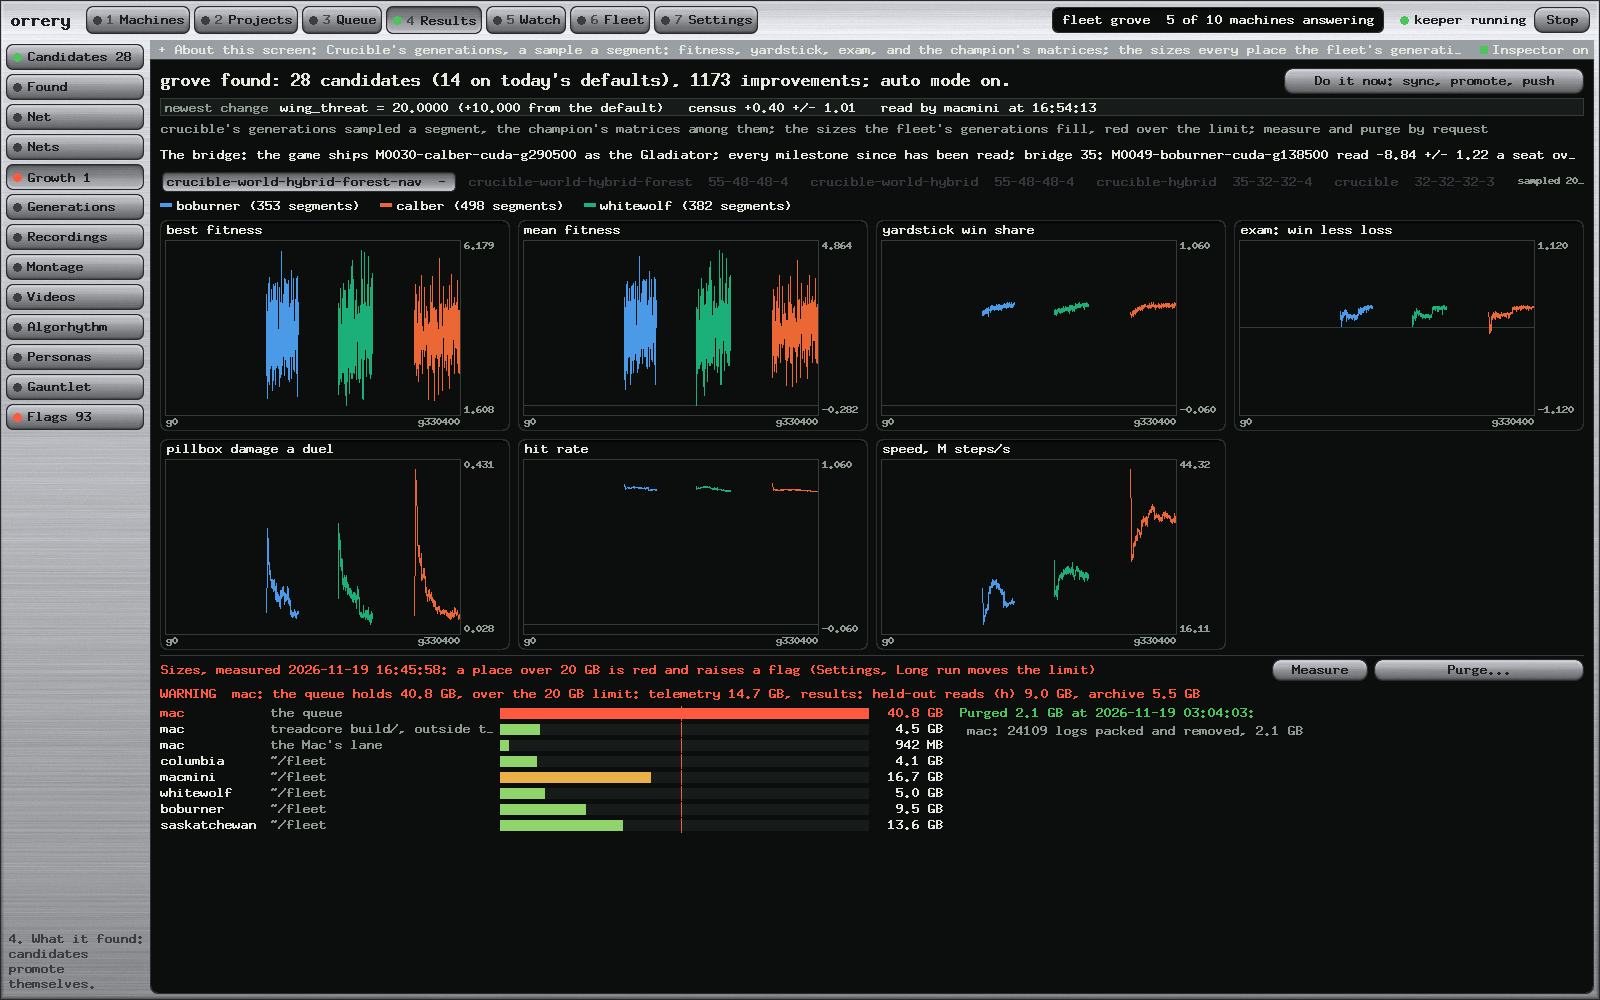 orrery
1 Machines
2 Projects
3 Queue
4 Results
5 Watch
6 Fleet
7 Settings
fleet grove  5 of 10 machines answering
keeper running
Stop
Candidates 28
Found
Net
Nets
Growth 1
Generations
Recordings
Montage
Videos
Algorhythm
Personas
Gauntlet
Flags 93
4. What it found:
candidates
promote
themselves.
+ About this screen: Crucible's generations, a sample a segment: fitness, yardstick, exam, and the champion's matrices; the sizes every place the fleet's generati…
Inspector on
grove found: 28 candidates (14 on today's defaults), 1173 improvements; auto mode on.
Do it now: sync, promote, push
newest change  wing_threat = 20.0000 (+10.000 from the default)   census +0.40 +/- 1.01   read by macmini at 16:54:13
crucible's generations sampled a segment, the champion's matrices among them; the sizes the fleet's generations fill, red over the limit; measure and purge by request
The bridge: the game ships M0030-calber-cuda-g290500 as the Gladiator; every milestone since has been read; bridge 35: M0049-boburner-cuda-g138500 read -8.84 +/- 1.22 a seat ov…
crucible-world-hybrid-forest-nav  -
crucible-world-hybrid-forest  55-48-48-4
crucible-world-hybrid  55-48-48-4
crucible-hybrid  35-32-32-4
crucible  32-32-32-3
sampled 20…
boburner (353 segments)
calber (498 segments)
whitewolf (382 segments)
best fitness
6.179
1.608
g0
g330400
mean fitness
4.864
-0.282
g0
g330400
yardstick win share
1.060
-0.060
g0
g330400
exam: win less loss
1.120
-1.120
g0
g330400
pillbox damage a duel
0.431
0.028
g0
g330400
hit rate
1.060
-0.060
g0
g330400
speed, M steps/s
44.32
16.11
g0
g330400
Sizes, measured 2026-11-19 16:45:58: a place over 20 GB is red and raises a flag (Settings, Long run moves the limit)
Measure
Purge...
WARNING  mac: the queue holds 40.8 GB, over the 20 GB limit: telemetry 14.7 GB, results: held-out reads (h) 9.0 GB, archive 5.5 GB
mac  the queue  40.8 GB
mac  treadcore build/, outside t…  4.5 GB
mac  the Mac's lane  942 MB
columbia  ~/fleet  4.1 GB
macmini  ~/fleet  16.7 GB
whitewolf  ~/fleet  5.0 GB
boburner  ~/fleet  9.5 GB
saskatchewan  ~/fleet  13.6 GB
Purged 2.1 GB at 2026-11-19 03:04:03:
mac: 24109 logs packed and removed, 2.1 GB